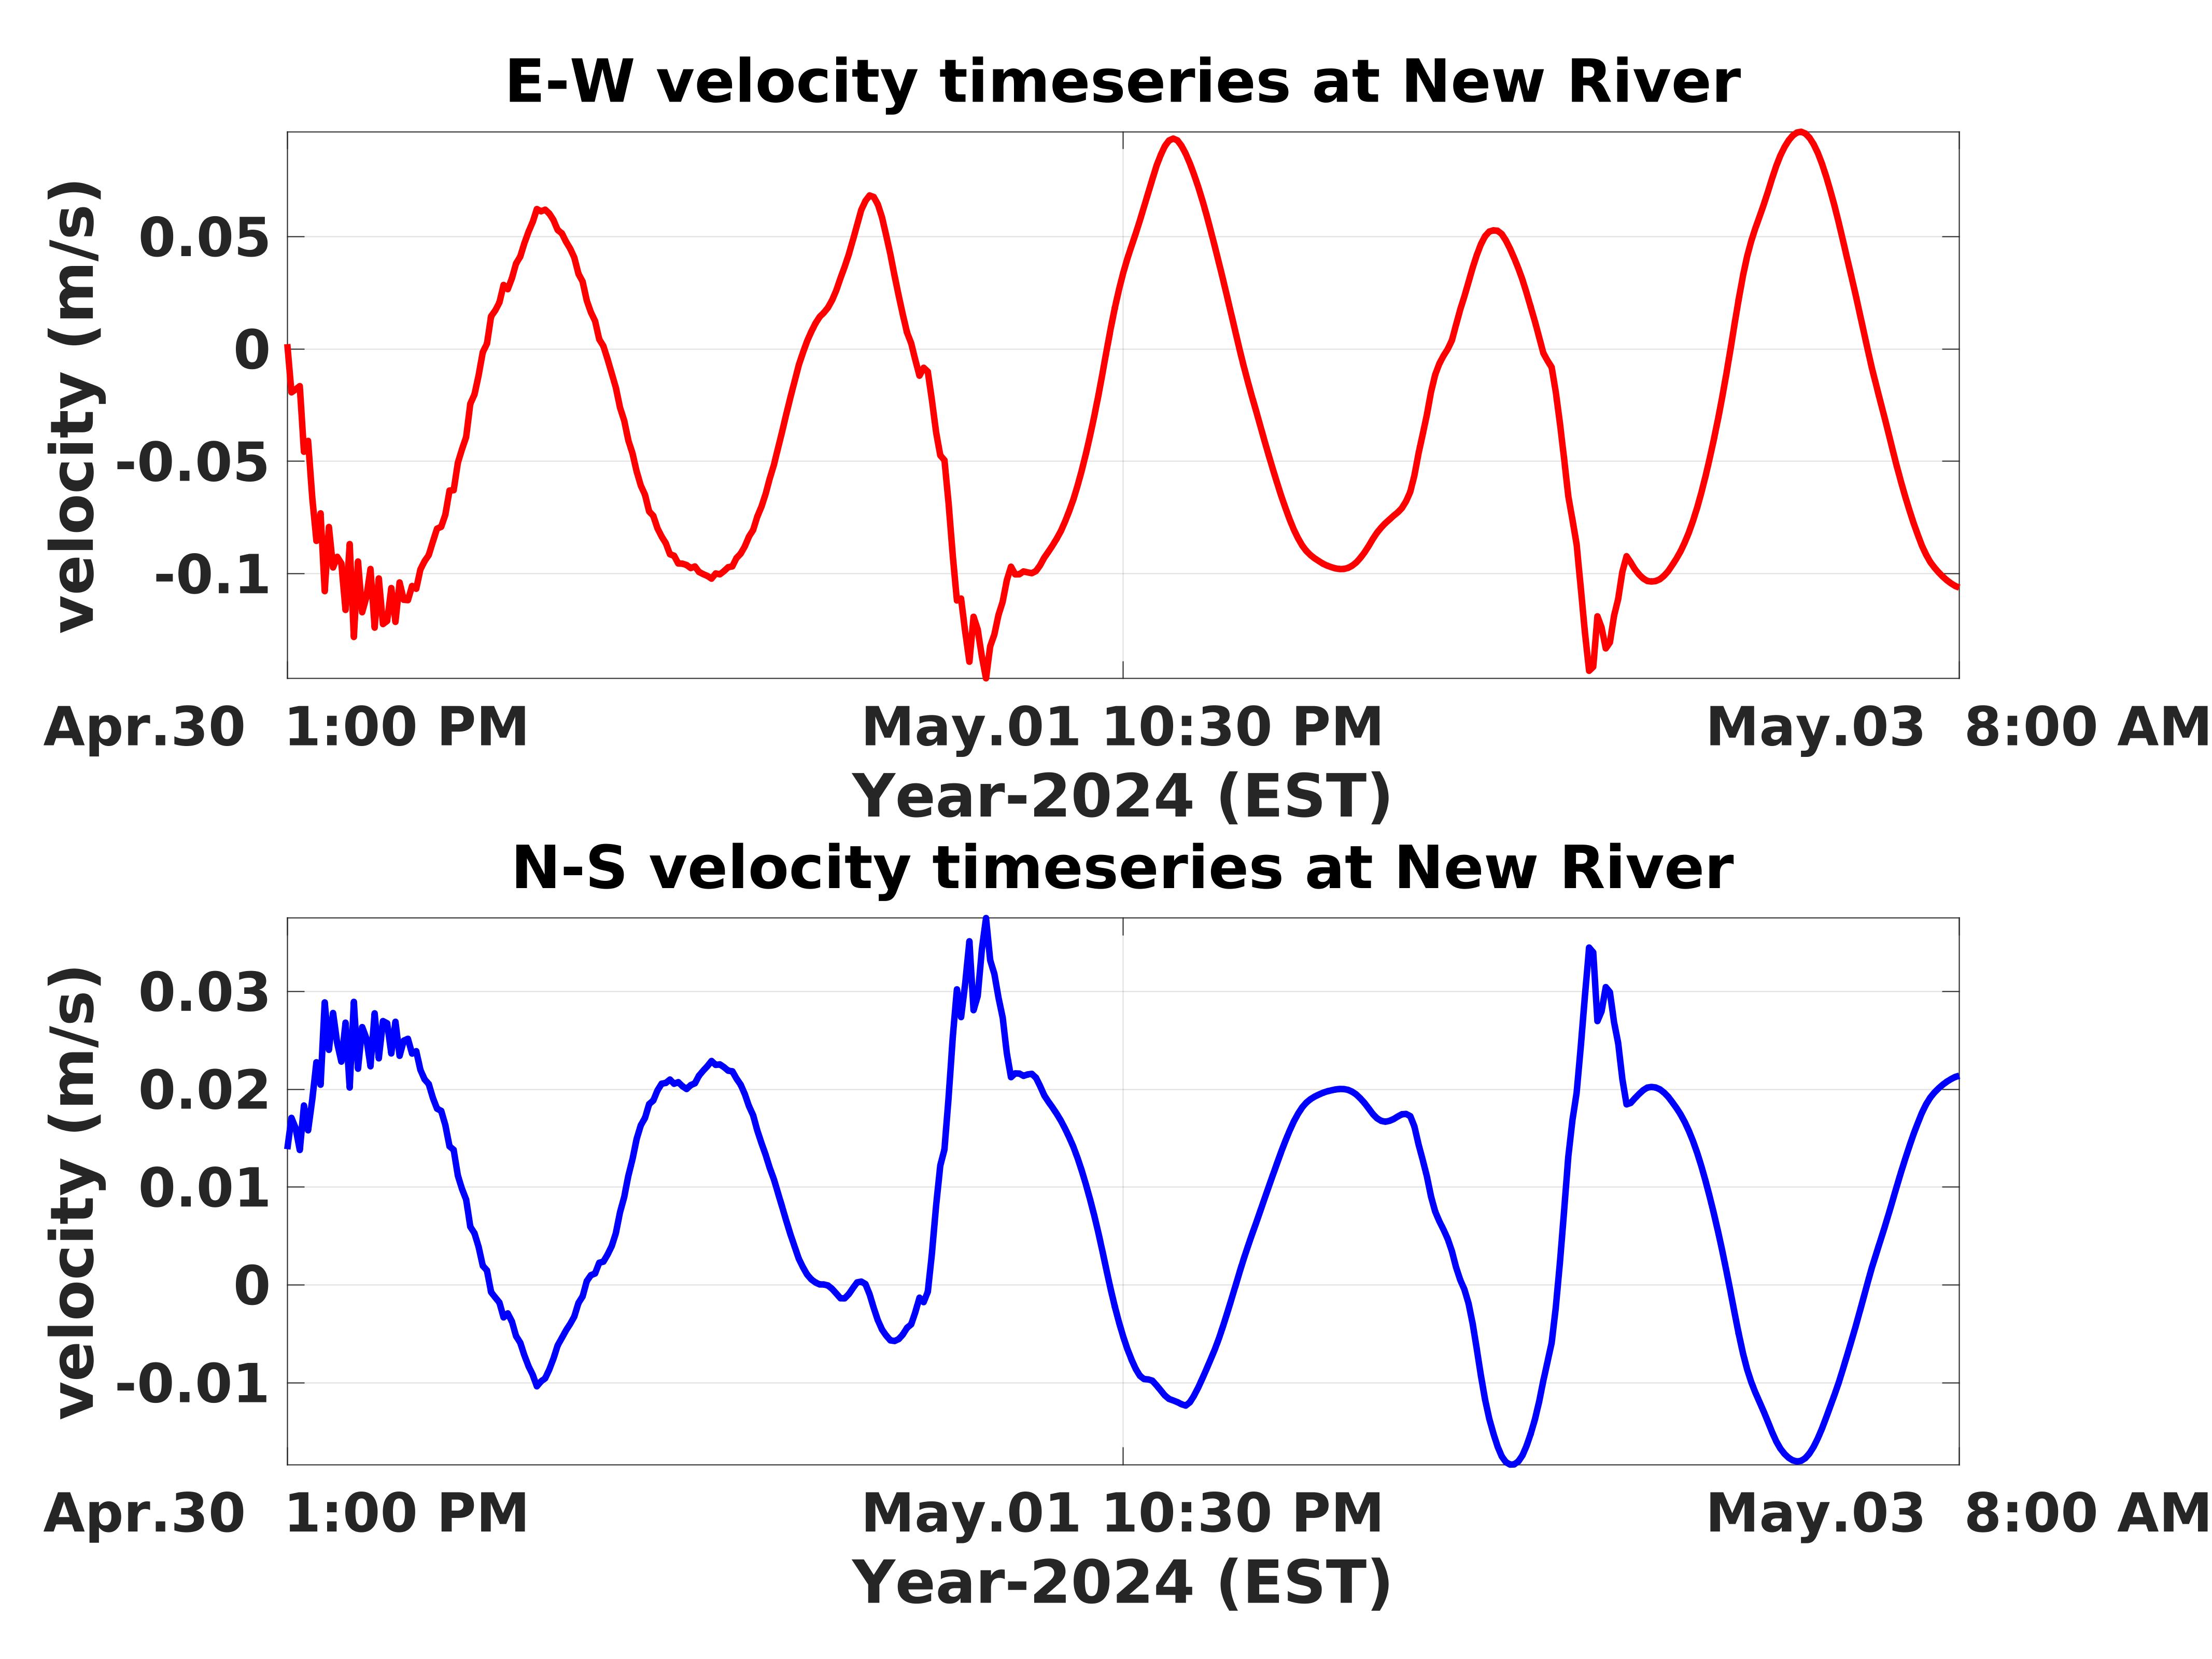 E-W velocity timeseries at New River
velocity (m/s)
0.05
0
-0.05
-0.1
Apr.30 1:00 PM May.01 10:30 PM May.03 8:00 AM
Year-2024 (EST)
N-S velocity timeseries at New River
velocity (m/s)
0.03
0.02
0.01
0
-0.01
Apr.30 1:00 PM May.01 10:30 PM May.03 8:00 AM
Year-2024 (EST)